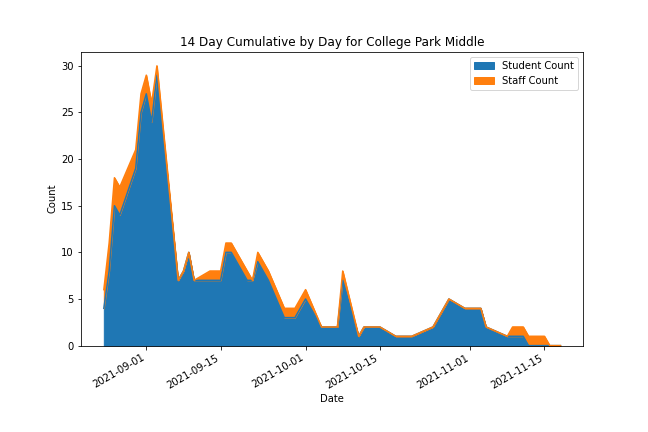 14 Day Cumulative by Day for College Park Middle
Student Count
Staff Count
Count
30
25
20
15
10
5
0
2021-09-01
2021-09-15
2021-10-01
2021-10-15
2021-11-01
2021-11-15
Date